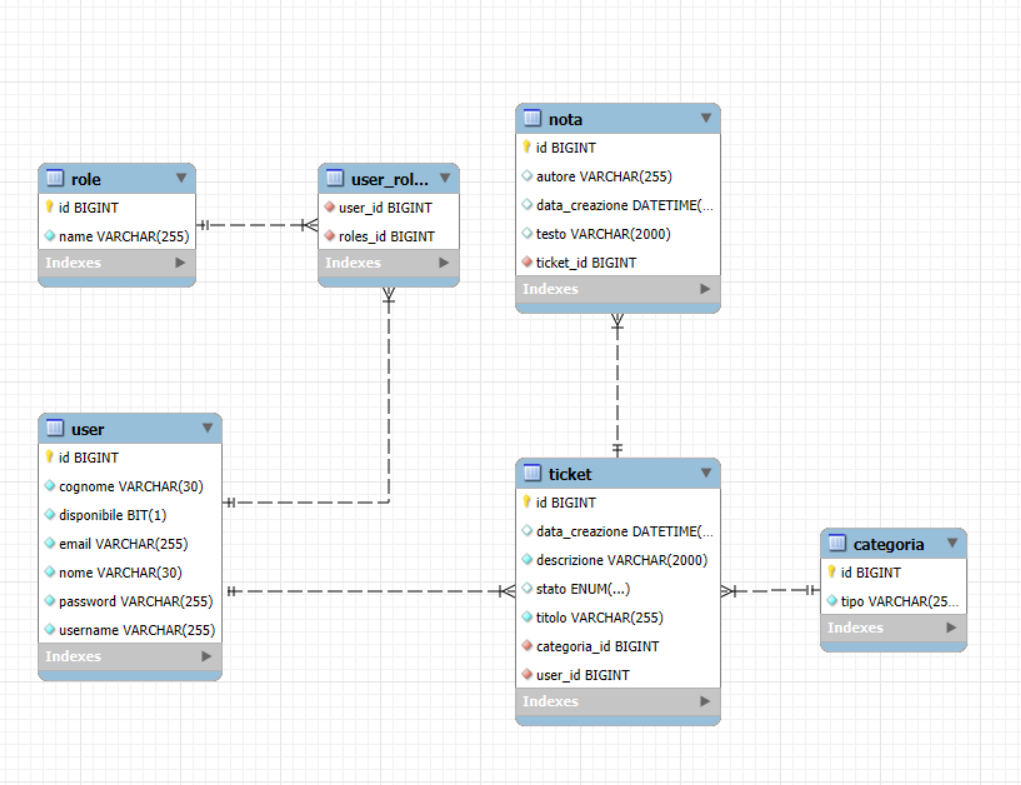 role
id BIGINT
name VARCHAR(255)
Indexes
user_rol...
user_id BIGINT
roles_id BIGINT
Indexes
nota
id BIGINT
autore VARCHAR(255)
data_creazione DATETIME(...
testo VARCHAR(2000)
ticket_id BIGINT
Indexes
user
id BIGINT
cognome VARCHAR(30)
disponibile BIT(1)
email VARCHAR(255)
nome VARCHAR(30)
password VARCHAR(255)
username VARCHAR(255)
Indexes
ticket
id BIGINT
data_creazione DATETIME(...
descrizione VARCHAR(2000)
stato ENUM(...)
titolo VARCHAR(255)
categoria_id BIGINT
user_id BIGINT
Indexes
categoria
id BIGINT
tipo VARCHAR(25...
Indexes